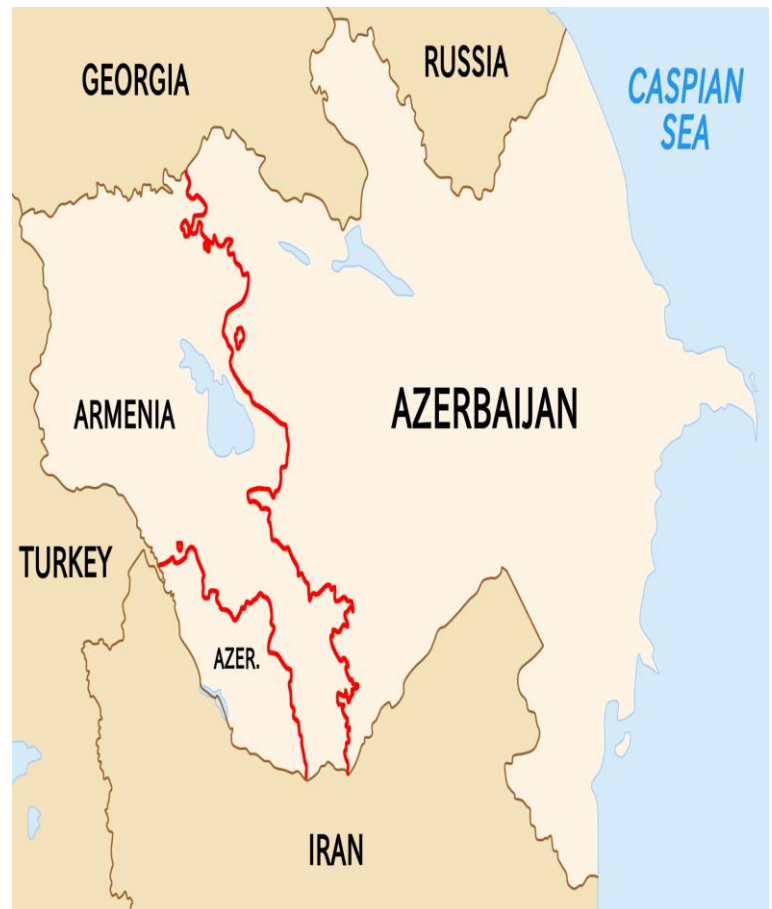 GEORGIA
RUSSIA
CASPIAN
SEA
ARMENIA
AZERBAIJAN
TURKEY
AZER.
IRAN